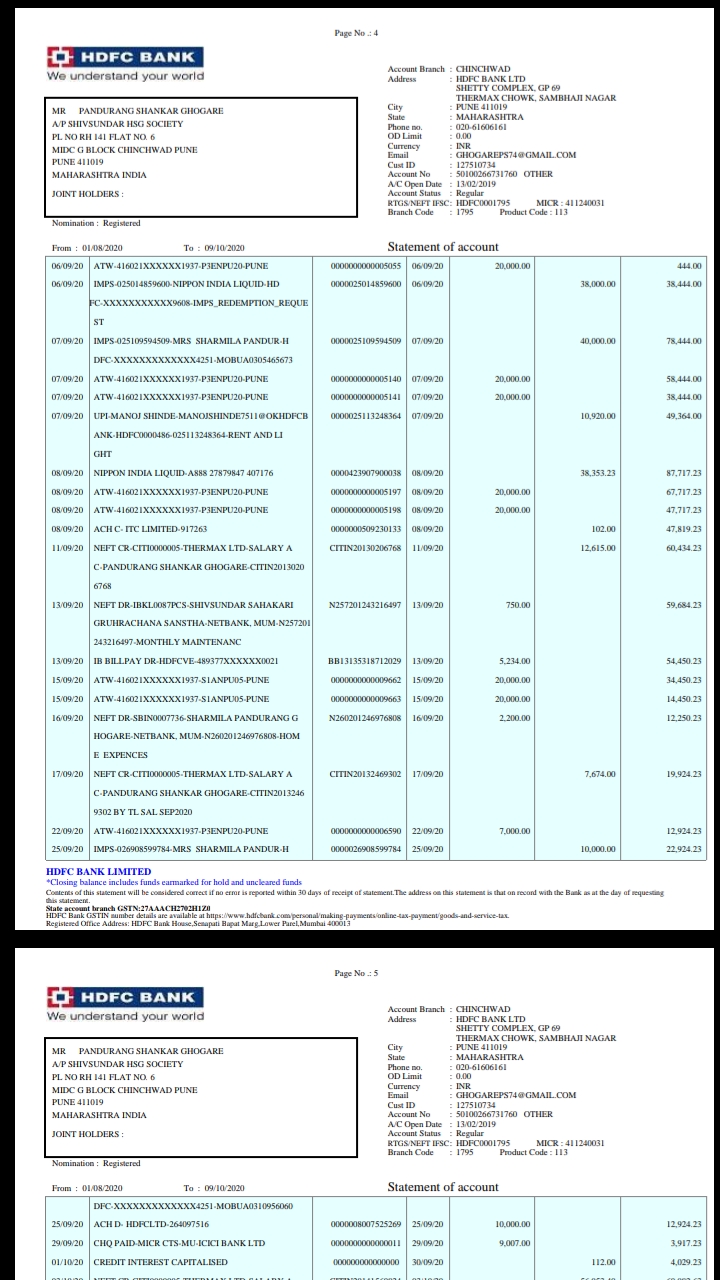 Page No .: 4
HDFC BANK
We understand your world
Account Branch : CHINCHWAD
Address : HDFC BANK LTD
SHETTY COMPLEX, GP 69
THERMAX CHOWK, SAMBHAJI NAGAR
City : PUNE 411019
State : MAHARASHTRA
Phone no. : 020-61606161
OD Limit : 0.00
Currency : INR
Email : GHOGAREPS74@GMAIL.COM
Cust ID : 127510734
Account No : 50100266731760 OTHER
A/C Open Date : 13/02/2019
Account Status : Regular
RTGS/NEFT IFSC: HDFC0001795 MICR : 411240031
Branch Code : 1795 Product Code : 113
MR PANDURANG SHANKAR GHOGARE
A/P SHIVSUNDAR HSG SOCIETY
PL NO RH 141 FLAT NO. 6
MIDC G BLOCK CHINCHWAD PUNE
PUNE 411019
MAHARASHTRA INDIA
JOINT HOLDERS :
Nomination : Registered
From : 01/08/2020 To : 09/10/2020 Statement of account
06/09/20 ATW-416021XXXXXX1937-P3ENPU20-PUNE 0000000000005055 06/09/20 20,000.00 444.00
06/09/20 IMPS-025014859600-NIPPON INDIA LIQUID-HD 0000025014859600 06/09/20 38,000.00 38,444.00
FC-XXXXXXXXXXX9608-IMPS_REDEMPTION_REQUE
ST
07/09/20 IMPS-025109594509-MRS SHARMILA PANDUR-H 0000025109594509 07/09/20 40,000.00 78,444.00
DFC-XXXXXXXXXXXXX4251-MOBUA0305465673
07/09/20 ATW-416021XXXXXX1937-P3ENPU20-PUNE 0000000000005140 07/09/20 20,000.00 58,444.00
07/09/20 ATW-416021XXXXXX1937-P3ENPU20-PUNE 0000000000005141 07/09/20 20,000.00 38,444.00
07/09/20 UPI-MANOJ SHINDE-MANOJSHINDE7511@OKHDFCB 0000025113248364 07/09/20 10,920.00 49,364.00
ANK-HDFC0000486-025113248364-RENT AND LI
GHT
08/09/20 NIPPON INDIA LIQUID-A888 27879847 407176 0000423907900038 08/09/20 38,353.23 87,717.23
08/09/20 ATW-416021XXXXXX1937-P3ENPU20-PUNE 0000000000005197 08/09/20 20,000.00 67,717.23
08/09/20 ATW-416021XXXXXX1937-P3ENPU20-PUNE 0000000000005198 08/09/20 20,000.00 47,717.23
08/09/20 ACH C- ITC LIMITED-917263 0000000509230133 08/09/20 102.00 47,819.23
11/09/20 NEFT CR-CITI0000005-THERMAX LTD-SALARY A CITIN20130206768 11/09/20 12,615.00 60,434.23
C-PANDURANG SHANKAR GHOGARE-CITIN2013020
6768
13/09/20 NEFT DR-IBKL0087PCS-SHIVSUNDAR SAHAKARI N257201243216497 13/09/20 750.00 59,684.23
GRUHRACHANA SANSTHA-NETBANK, MUM-N257201
243216497-MONTHLY MAINTENANC
13/09/20 IB BILLPAY DR-HDFCVE-489377XXXXXX0021 BB13135318712029 13/09/20 5,234.00 54,450.23
15/09/20 ATW-416021XXXXXX1937-S1ANPU05-PUNE 0000000000009662 15/09/20 20,000.00 34,450.23
15/09/20 ATW-416021XXXXXX1937-S1ANPU05-PUNE 0000000000009663 15/09/20 20,000.00 14,450.23
16/09/20 NEFT DR-SBIN0007736-SHARMILA PANDURANG G N260201246976808 16/09/20 2,200.00 12,250.23
HOGARE-NETBANK, MUM-N260201246976808-HOM
E EXPENCES
17/09/20 NEFT CR-CITI0000005-THERMAX LTD-SALARY A CITIN20132469302 17/09/20 7,674.00 19,924.23
C-PANDURANG SHANKAR GHOGARE-CITIN2013246
9302 BY TL SAL SEP2020
22/09/20 ATW-416021XXXXXX1937-P3ENPU20-PUNE 0000000000006590 22/09/20 7,000.00 12,924.23
25/09/20 IMPS-026908599784-MRS SHARMILA PANDUR-H 0000026908599784 25/09/20 10,000.00 22,924.23
HDFC BANK LIMITED
*Closing balance includes funds earmarked for hold and uncleared funds
Contents of this statement will be considered correct if no error is reported within 30 days of receipt of statement.The address on this statement is that on record with the Bank as at the day of requesting
this statement.
State account branch GSTN:27AAACH2702H1Z0
HDFC Bank GSTIN number details are available at https://www.hdfcbank.com/personal/making-payments/online-tax-payment/goods-and-service-tax.
Registered Office Address: HDFC Bank House,Senapati Bapat Marg,Lower Parel,Mumbai 400013
Page No .: 5
HDFC BANK
We understand your world
Account Branch : CHINCHWAD
Address : HDFC BANK LTD
SHETTY COMPLEX, GP 69
THERMAX CHOWK, SAMBHAJI NAGAR
City : PUNE 411019
State : MAHARASHTRA
Phone no. : 020-61606161
OD Limit : 0.00
Currency : INR
Email : GHOGAREPS74@GMAIL.COM
Cust ID : 127510734
Account No : 50100266731760 OTHER
A/C Open Date : 13/02/2019
Account Status : Regular
RTGS/NEFT IFSC: HDFC0001795 MICR : 411240031
Branch Code : 1795 Product Code : 113
MR PANDURANG SHANKAR GHOGARE
A/P SHIVSUNDAR HSG SOCIETY
PL NO RH 141 FLAT NO. 6
MIDC G BLOCK CHINCHWAD PUNE
PUNE 411019
MAHARASHTRA INDIA
JOINT HOLDERS :
Nomination : Registered
From : 01/08/2020 To : 09/10/2020 Statement of account
DFC-XXXXXXXXXXXXX4251-MOBUA0310956060
25/09/20 ACH D- HDFCLTD-264097516 0000008007525269 25/09/20 10,000.00 12,924.23
29/09/20 CHQ PAID-MICR CTS-MU-ICICI BANK LTD 0000000000000011 29/09/20 9,007.00 3,917.23
01/10/20 CREDIT INTEREST CAPITALISED 0000000000000000 30/09/20 112.00 4,029.23